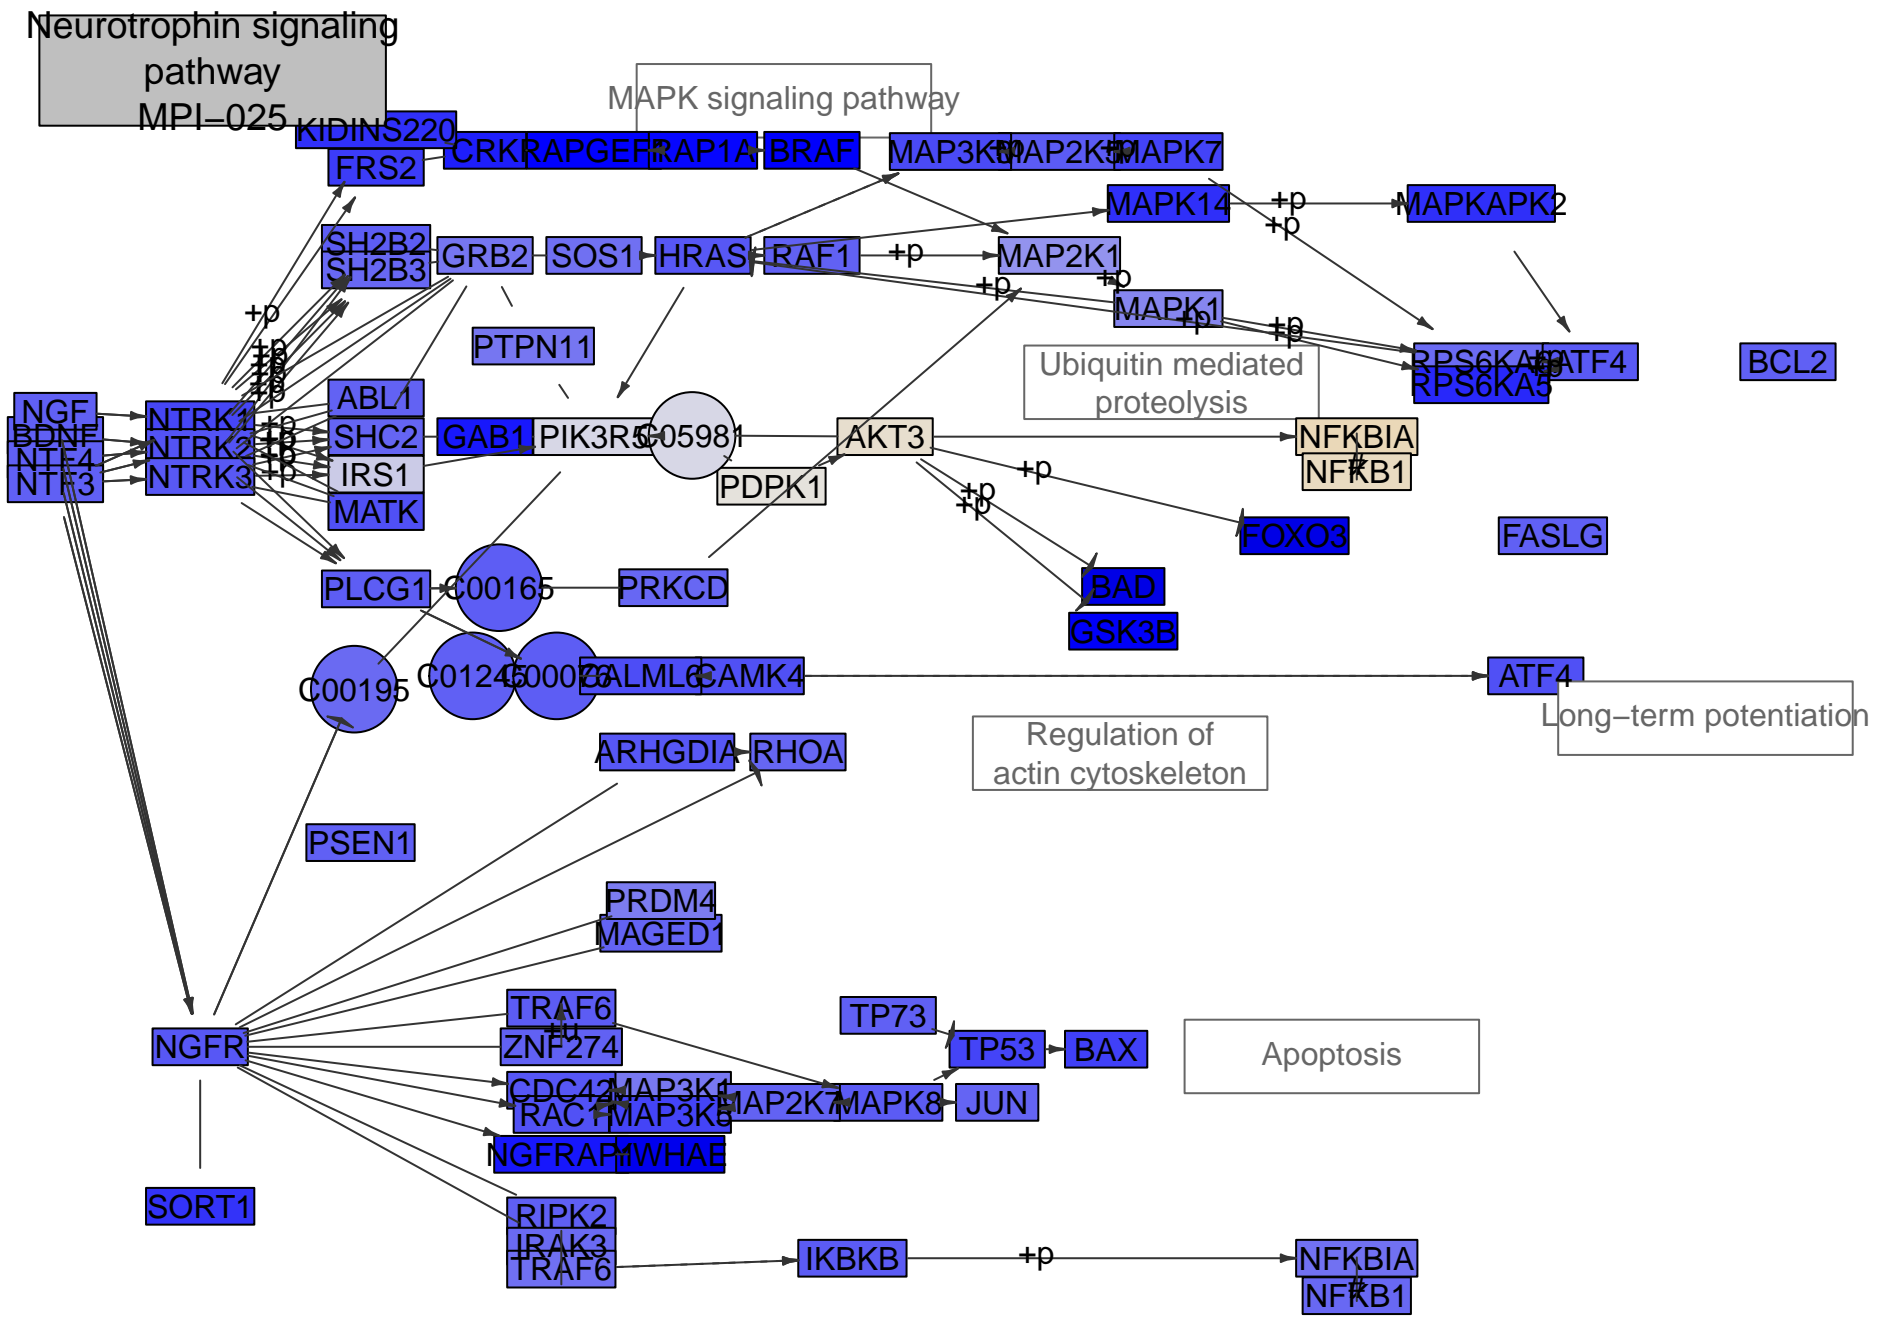 Neurotrophin signaling
pathway
MPI−025
MAPK signaling pathway
KIDINS220
FRS2
RAP1A
BRAF
+p
MAP2K5
+p
MAPK7
MAPK14
+p
MAPKAPK2
+p
SH2B2
SH2B3
GRB2
SOS1
HRAS
RAF1
+p
MAP2K1
+p
+p
MAPK1
+p
+p
+p
+p
PTPN11
Ubiquitin mediated
proteolysis
ATF4
RPS6KA5
BCL2
+p
+p
+p
+p
+p
NGF
BDNF
NTF4
NTF3
NTRK1
NTRK2
NTRK3
+p
+p
+p
+p
ABL1
SHC2
IRS1
MATK
GAB1
PIK3R5
C05981
PDPK1
AKT3
+p
+p
+p
NFKBIA
NFKB1
FOXO3
FASLG
BAD
GSK3B
PLCG1
C00165
PRKCD
C00195
C01245
C00076
CALML6
CAMK4
ATF4
Long−term potentiation
ARHGDIA
RHOA
Regulation of
actin cytoskeleton
PSEN1
PRDM4
MAGED1
NGFR
TRAF6
+u
ZNF274
TP73
TP53
BAX
Apoptosis
CDC42
MAP3K1
RAC1
MAP3K5
MAP2K7
MAPK8
JUN
NGFRAP1
YWHAE
SORT1
RIPK2
IRAK3
TRAF6
IKBKB
+p
NFKBIA
NFKB1